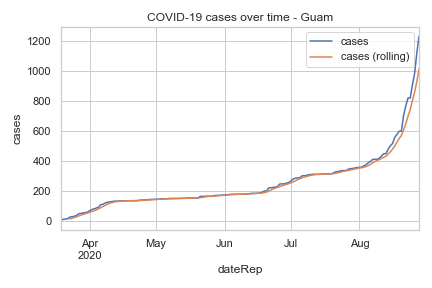 COVID-19 cases over time - Guam
cases
cases (rolling)
1200
1000
800
600
400
200
0
cases
Apr
2020
May
Jun
Jul
Aug
dateRep